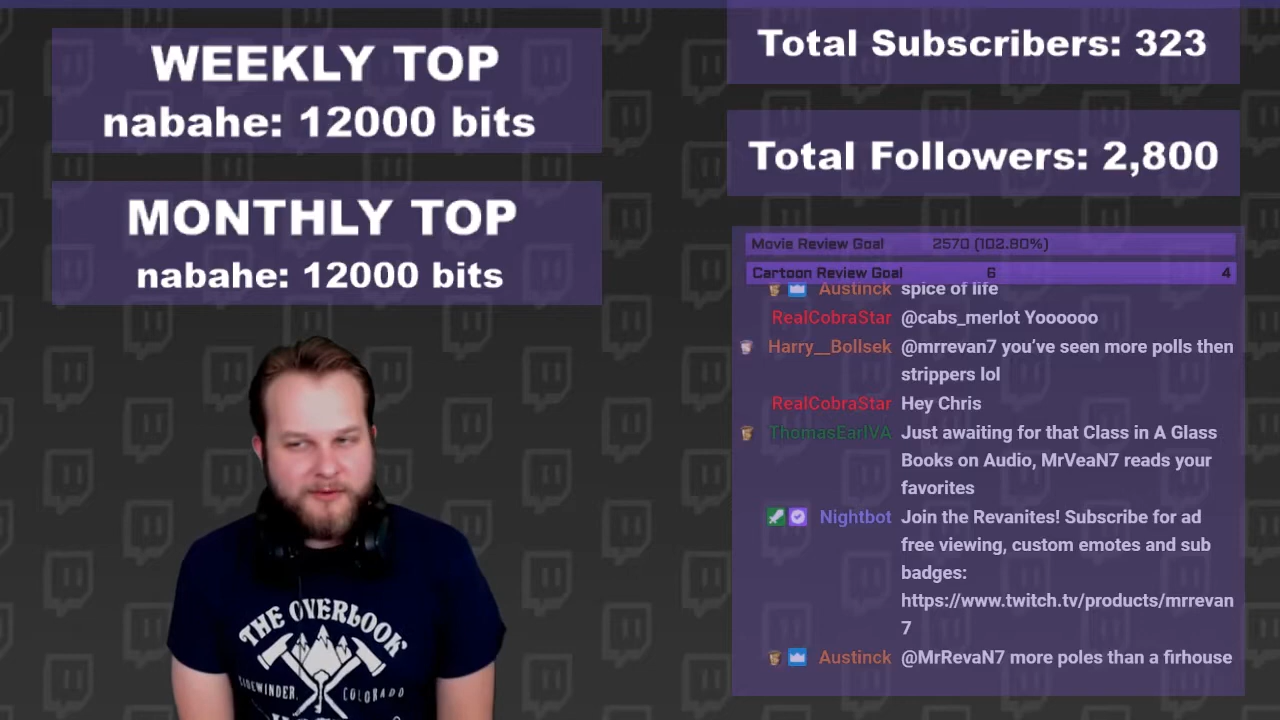 WEEKLY TOP
nabahe: 12000 bits
MONTHLY TOP
nabahe: 12000 bits
Total Subscribers: 323
Total Followers: 2,800
Movie Review Goal 2570 (102.80%)
Cartoon Review Goal 6 4
Austinck spice of life
RealCobraStar @cabs_merlot Yoooooo
Harry__Bollsek @mrrevan7 you’ve seen more polls then
strippers lol
RealCobraStar Hey Chris
ThomasEarlVA Just awaiting for that Class in A Glass
Books on Audio, MrVeaN7 reads your
favorites
Nightbot Join the Revanites! Subscribe for ad
free viewing, custom emotes and sub
badges:
https://www.twitch.tv/products/mrrevan
7
Austinck @MrRevaN7 more poles than a firhouse
THE OVERLOOK
SIDEWINDER, COLORADO